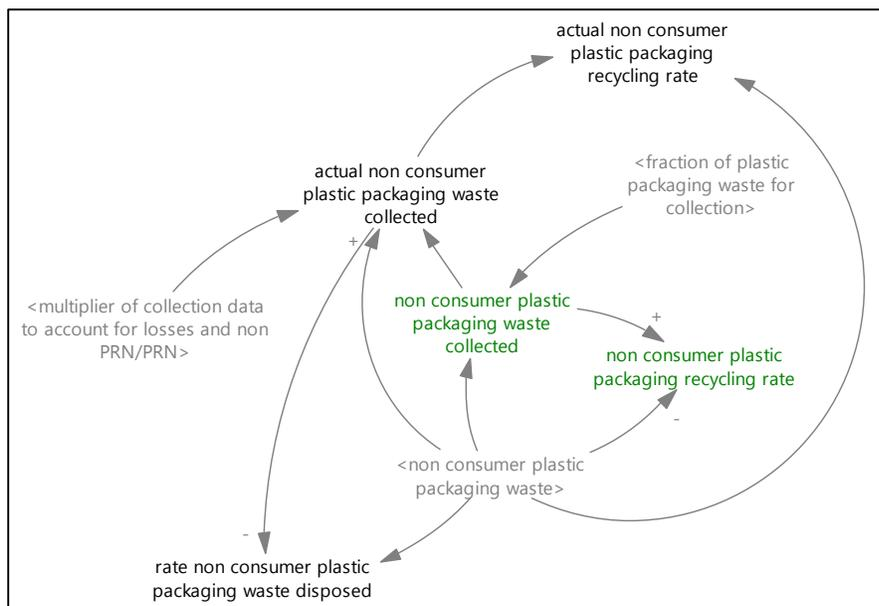 actual non consumer
plastic packaging
recycling rate
actual non consumer
plastic packaging waste
collected
<fraction of plastic
packaging waste for
collection>
+
<multiplier of collection data
to account for losses and non
PRN/PRN>
non consumer plastic
packaging waste
collected
+
non consumer plastic
packaging recycling rate
-
<non consumer plastic
packaging waste>
-
rate non consumer plastic
packaging waste disposed